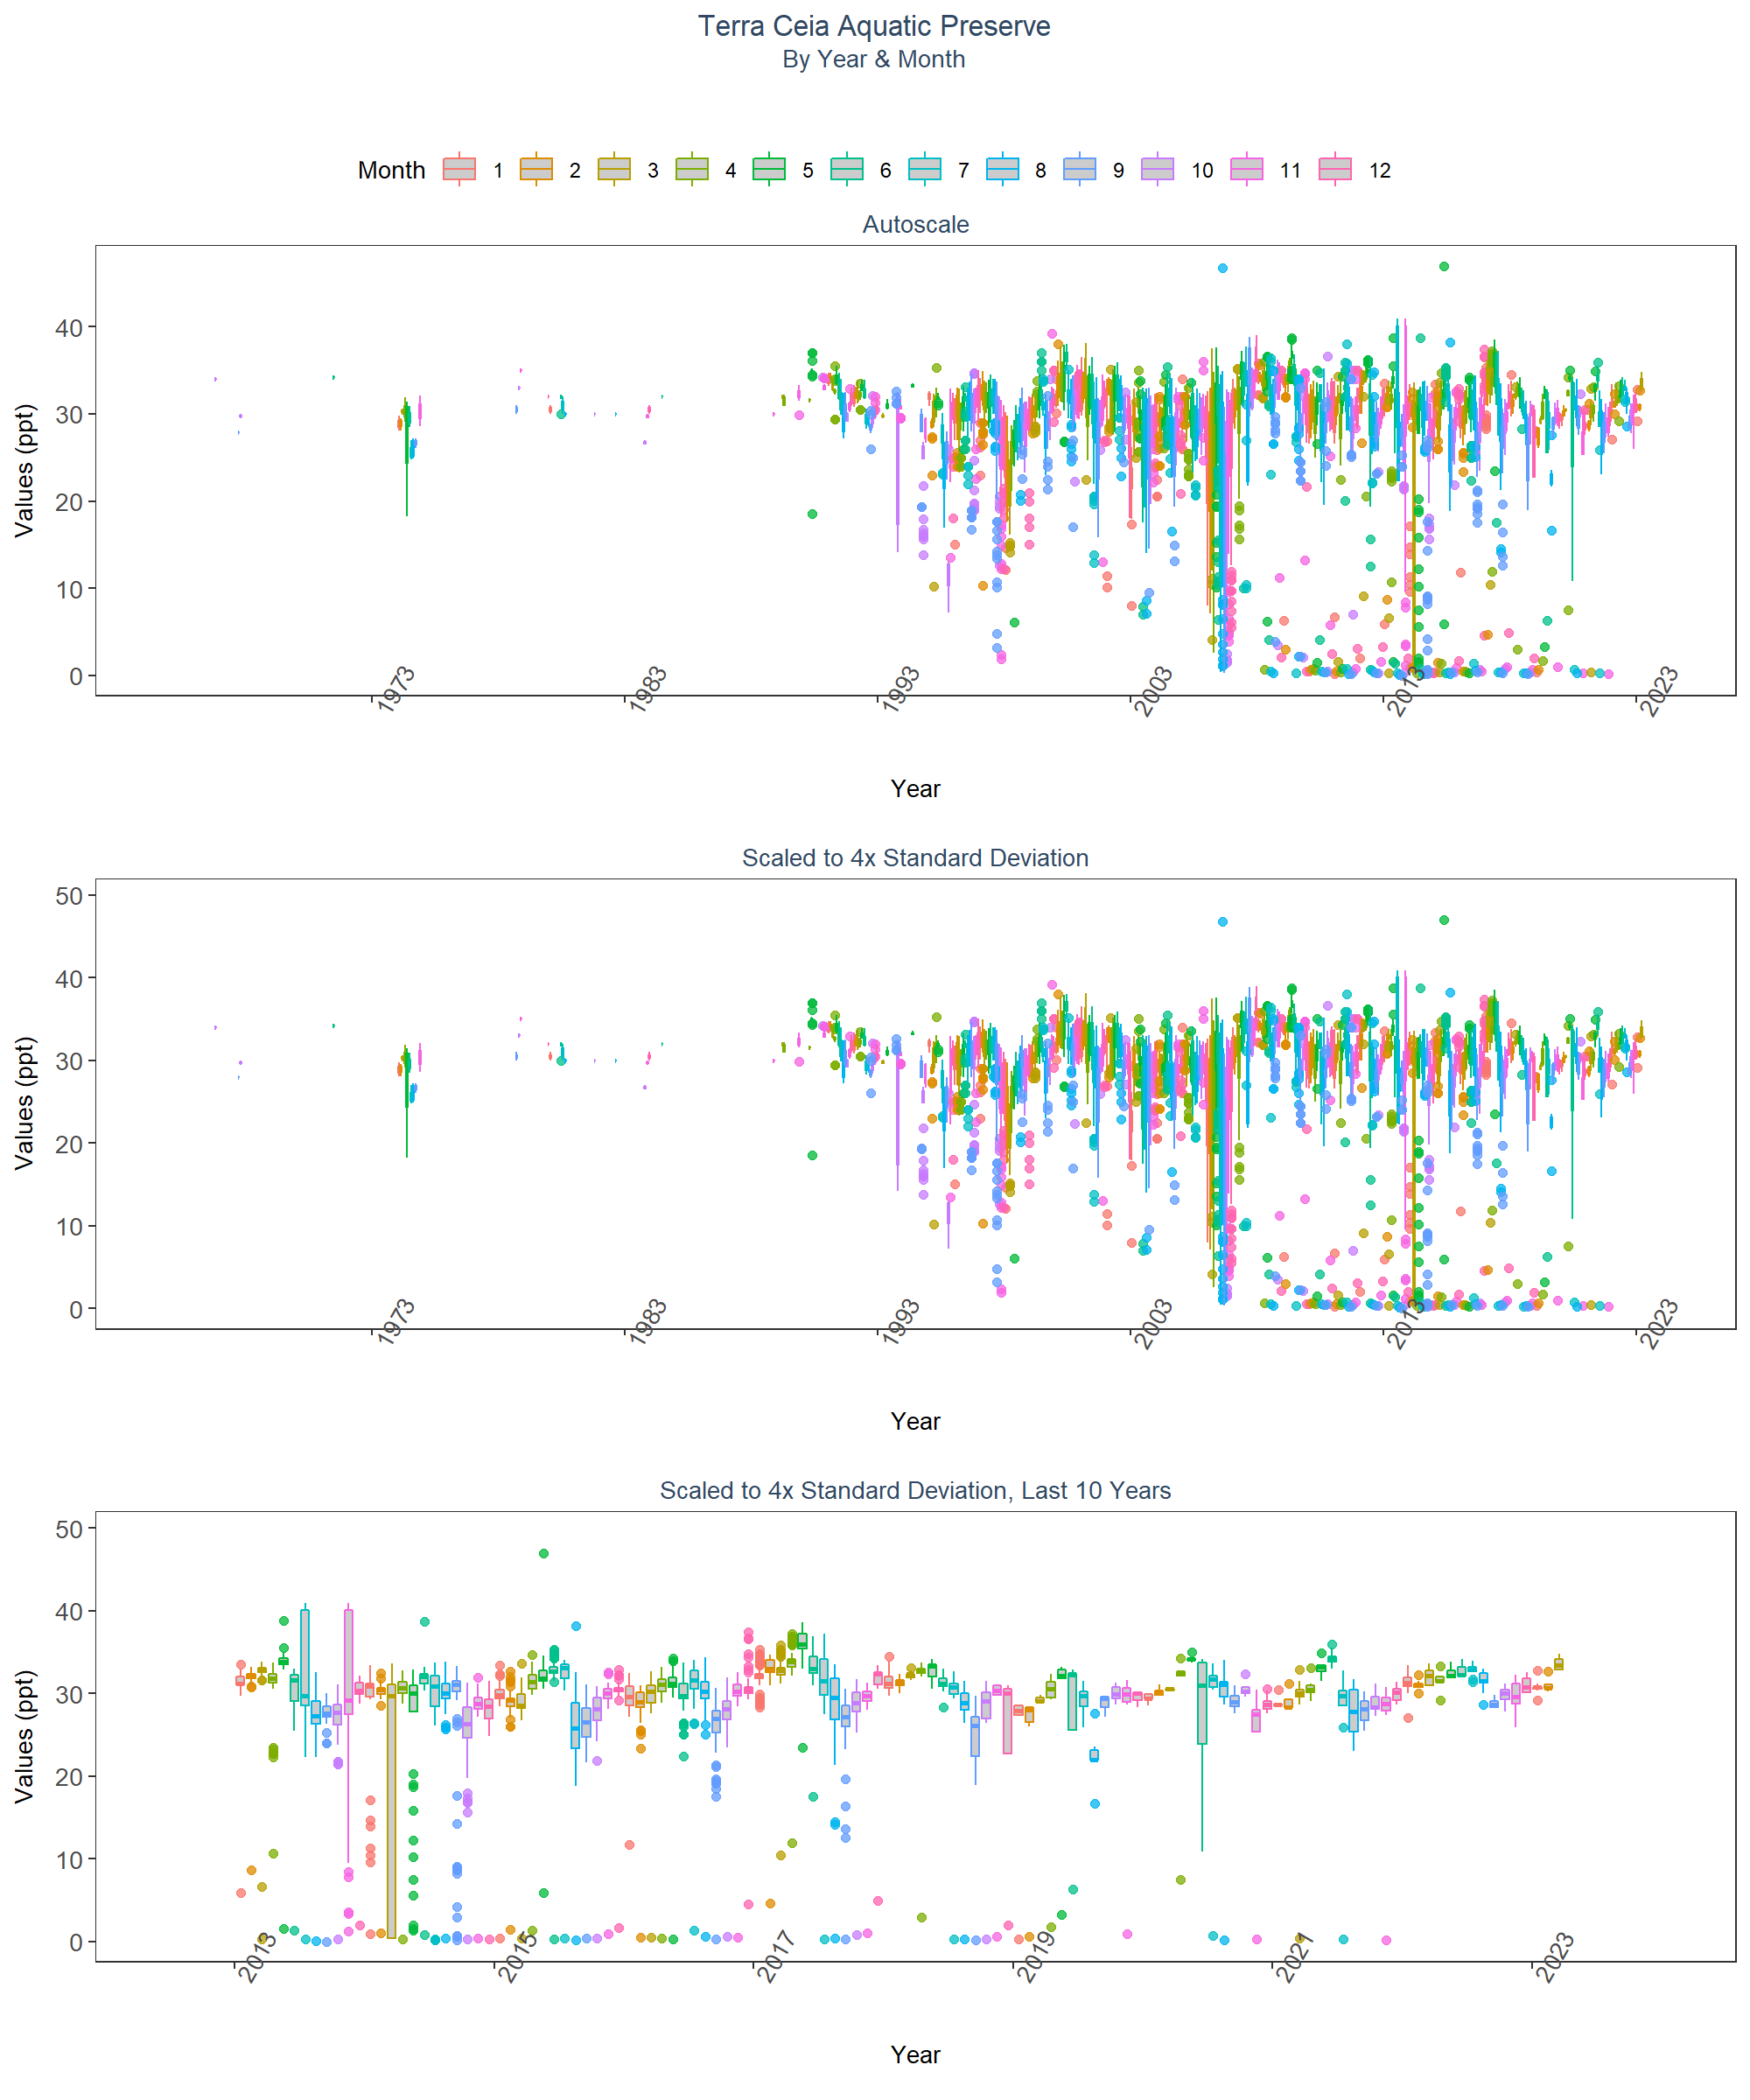 Terra Ceia Aquatic Preserve
By Year & Month
Month 1 2 3 4 5 6 7 8 9 10 11 12
Autoscale
Values (ppt)
40
30
20
10
0
1973 1983 1993 2003 2013 2023
Year
Scaled to 4x Standard Deviation
Values (ppt)
50
40
30
20
10
0
1973 1983 1993 2003 2013 2023
Year
Scaled to 4x Standard Deviation, Last 10 Years
Values (ppt)
50
40
30
20
10
0
2013 2015 2017 2019 2021 2023
Year